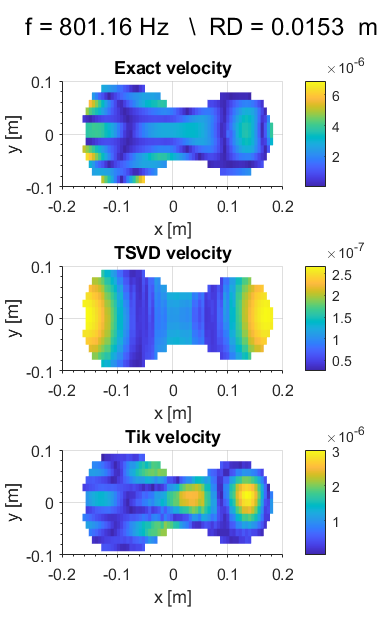 f = 801.16 Hz \ RD = 0.0153 m
Exact velocity
×10⁻⁶
0.1
0
-0.1
y [m]
6
4
2
-0.2 -0.1 0 0.1 0.2
x [m]
TSVD velocity
×10⁻⁷
0.1
0
-0.1
y [m]
2.5
2
1.5
1
0.5
-0.2 -0.1 0 0.1 0.2
x [m]
Tik velocity
×10⁻⁶
0.1
0
-0.1
y [m]
3
2
1
-0.2 -0.1 0 0.1 0.2
x [m]